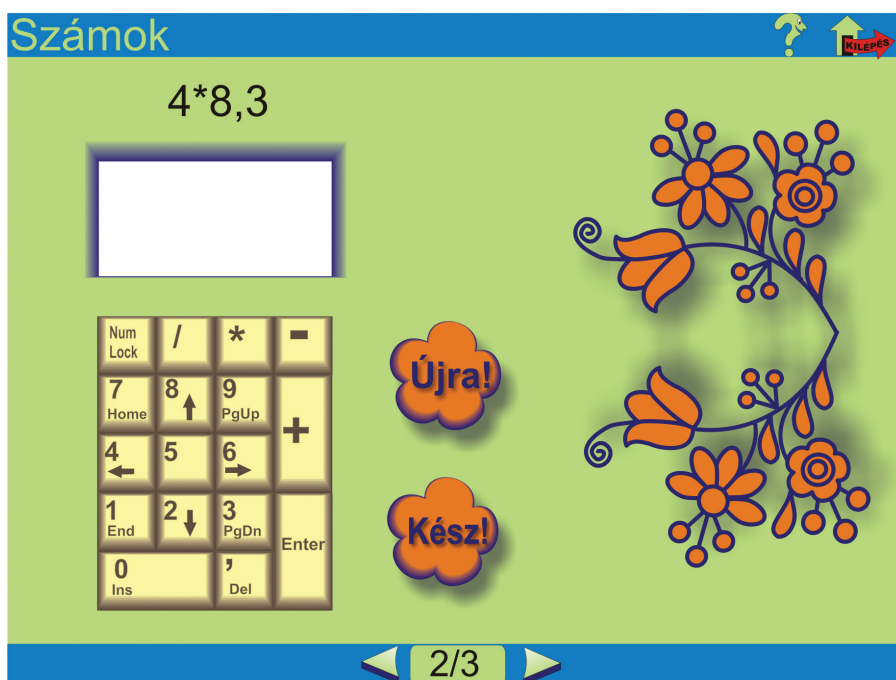 Számok
KILÉPÉS
4*8,3
Num Lock / * -
7 Home 8 9 PgUp +
4 5 6
1 End 2 3 PgDn Enter
0 Ins , Del
Újra!
Kész!
2/3